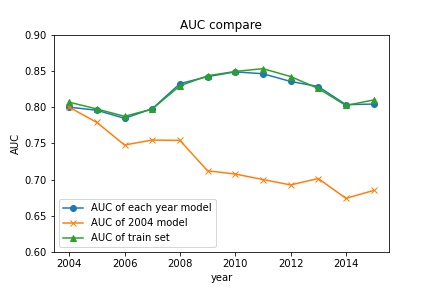 AUC compare
AUC
0.90
0.85
0.80
0.75
0.70
0.65
0.60
AUC of each year model
AUC of 2004 model
AUC of train set
2004
2006
2008
2010
2012
2014
year